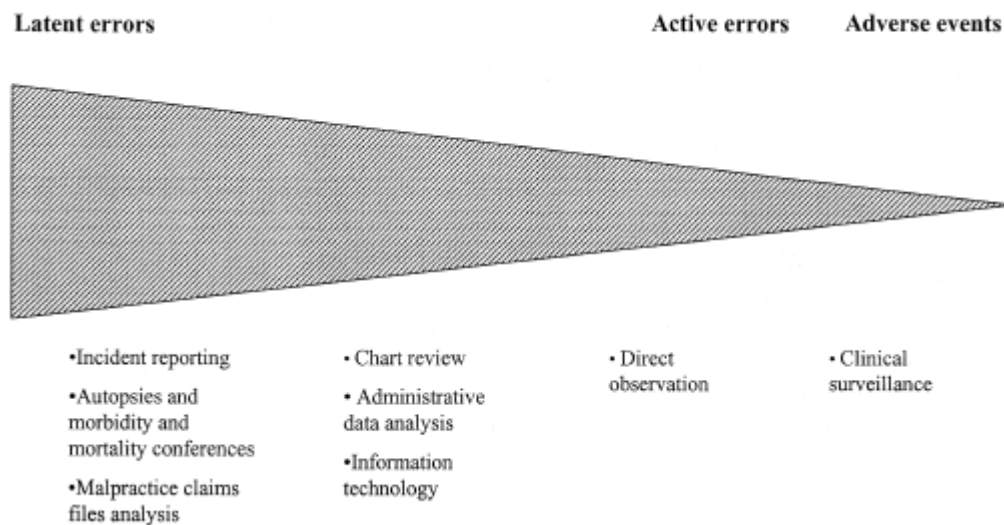 Latent errors Active errors Adverse events
•Incident reporting
•Autopsies and
morbidity and
mortality conferences
•Malpractice claims
files analysis
• Chart review
• Administrative
data analysis
•Information
technology
• Direct
observation
• Clinical
surveillance